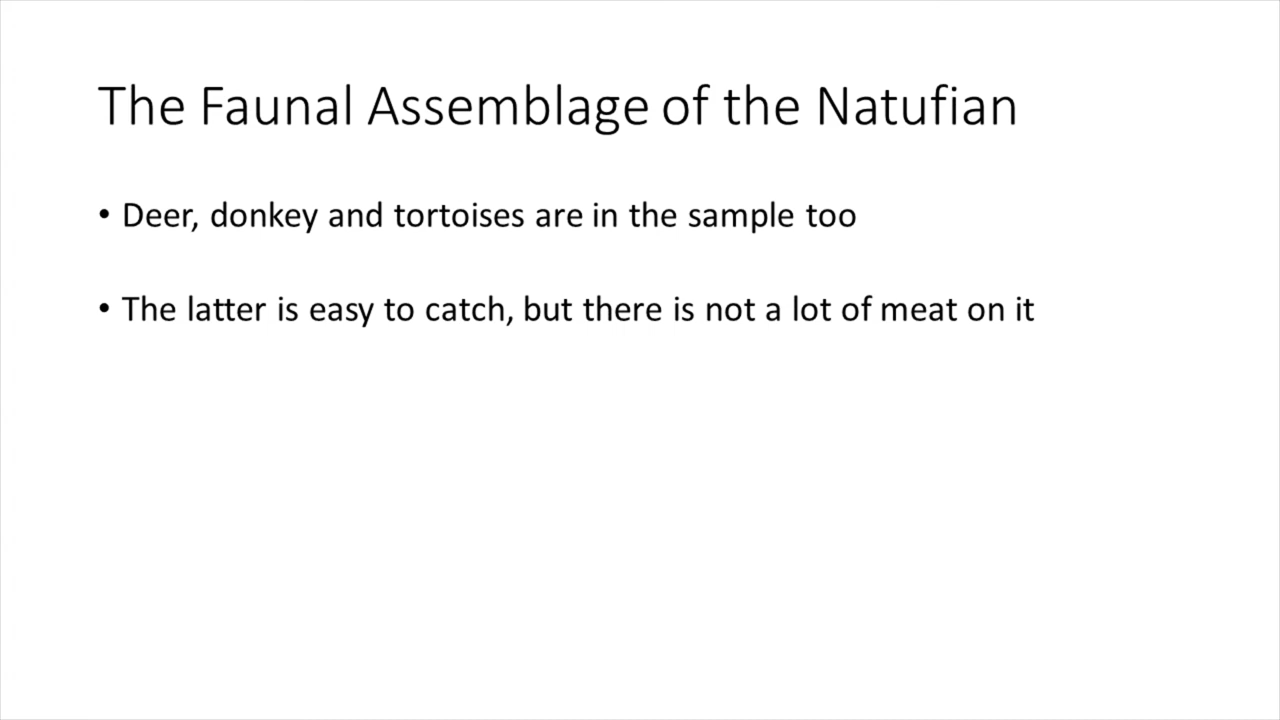 The Faunal Assemblage of the Natufian
• Deer, donkey and tortoises are in the sample too
• The latter is easy to catch, but there is not a lot of meat on it